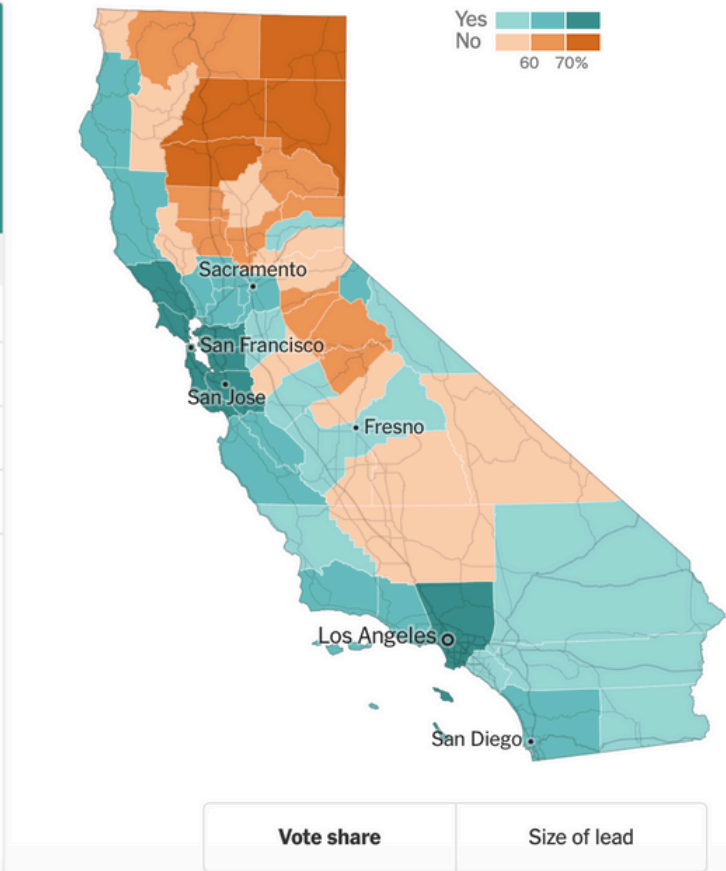 Yes
No
60 70%
Sacramento
San Francisco
San Jose
Fresno
Los Angeles
San Diego
Vote share
Size of lead